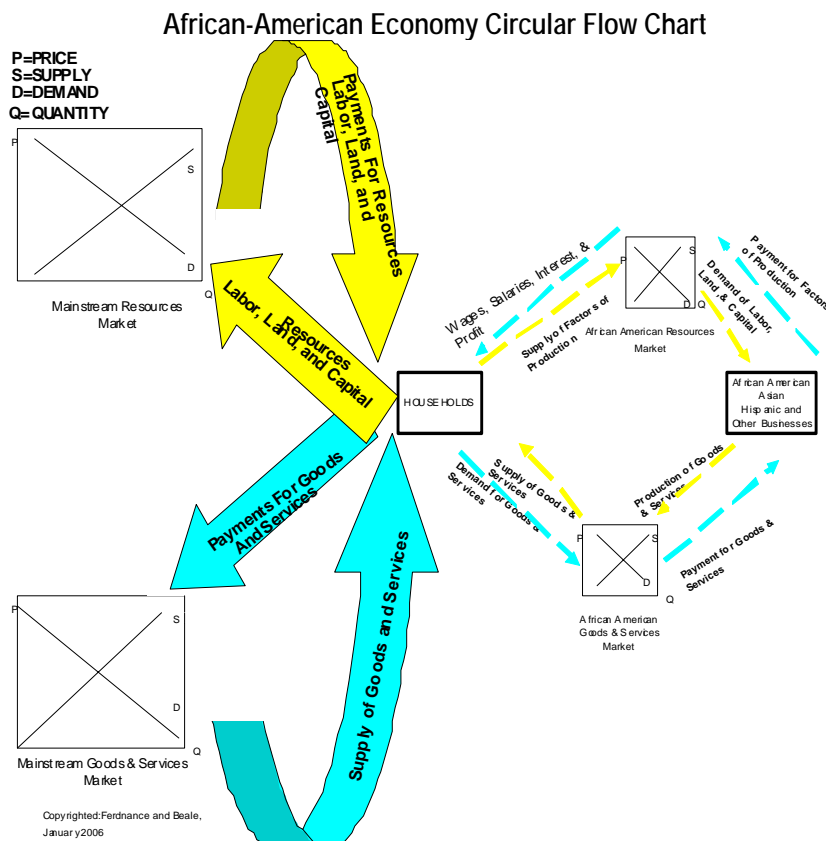 African-American Economy Circular Flow Chart
P=PRICE
S=SUPPLY
D=DEMAND
Q=QUANTITY
P
S
D
Q
Mainstream Resources
Market
Payments For Resources
Labor, Land, and
Capital
Resources
Labor, Land, and Capital
HOUSEHOLDS
Payments For Goods
And Services
Supply of Goods and Services
P
S
D
Q
Mainstream Goods & Services
Market
Copyrighted:Ferdnance and Beale,
January 2006
Wages, Salaries, Interest, &
Profit
Supply of Factors of
Production
P
S
D
Q
African American Resources
Market
Payment for Factors
of Production
Demand of Labor,
Land, & Capital
African American
Asian
Hispanic and
Other Businesses
Supply of Goods &
Services
Demand for Goods &
Services
Production of Goods
& Services
Payment for Goods &
Services
P
S
D
Q
African American
Goods & Services
Market